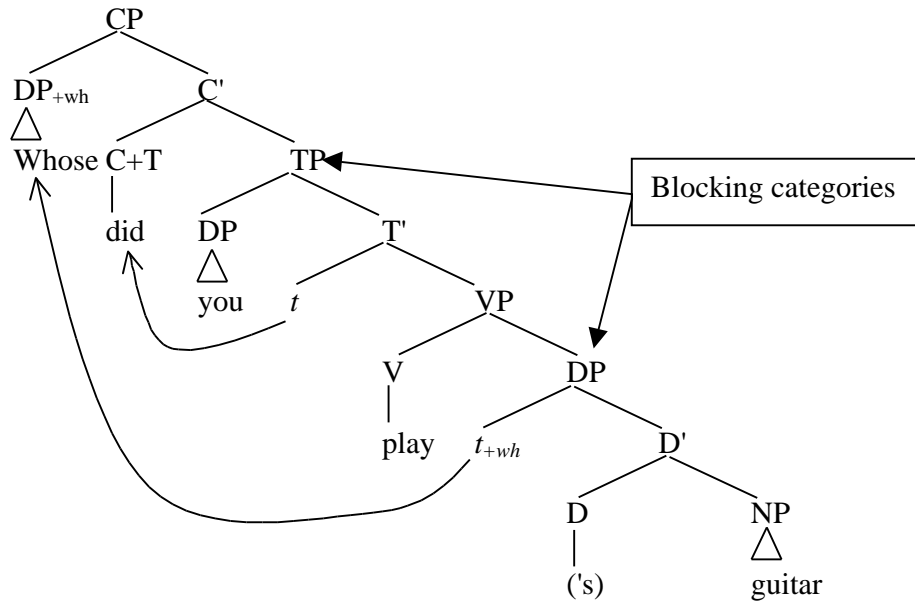 CP
DP+wh C'
Whose C+T TP
Blocking categories
did DP T'
you t VP
V DP
play t+wh D'
D NP
('s) guitar